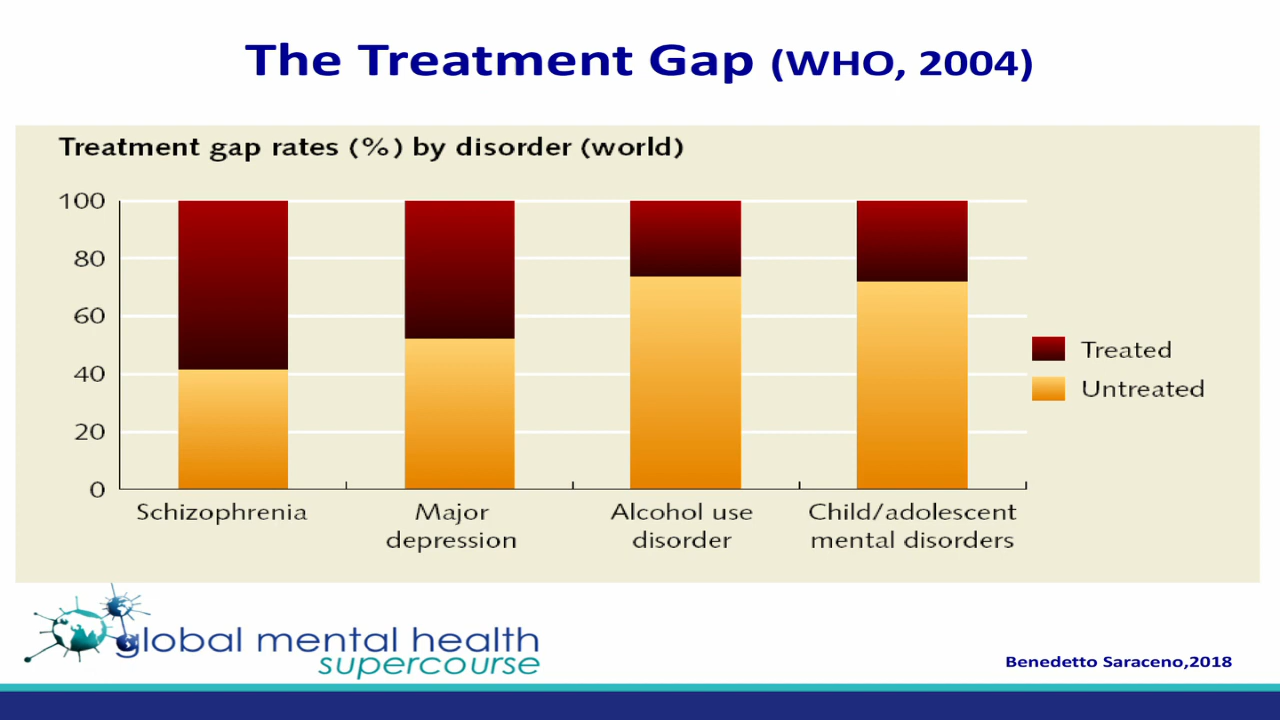 The Treatment Gap (WHO, 2004)
Treatment gap rates (%) by disorder (world)
100
80
60
40
20
0
Schizophrenia
Major
depression
Alcohol use
disorder
Child/adolescent
mental disorders
Treated
Untreated
global mental health
supercourse
Benedetto Saraceno,2018